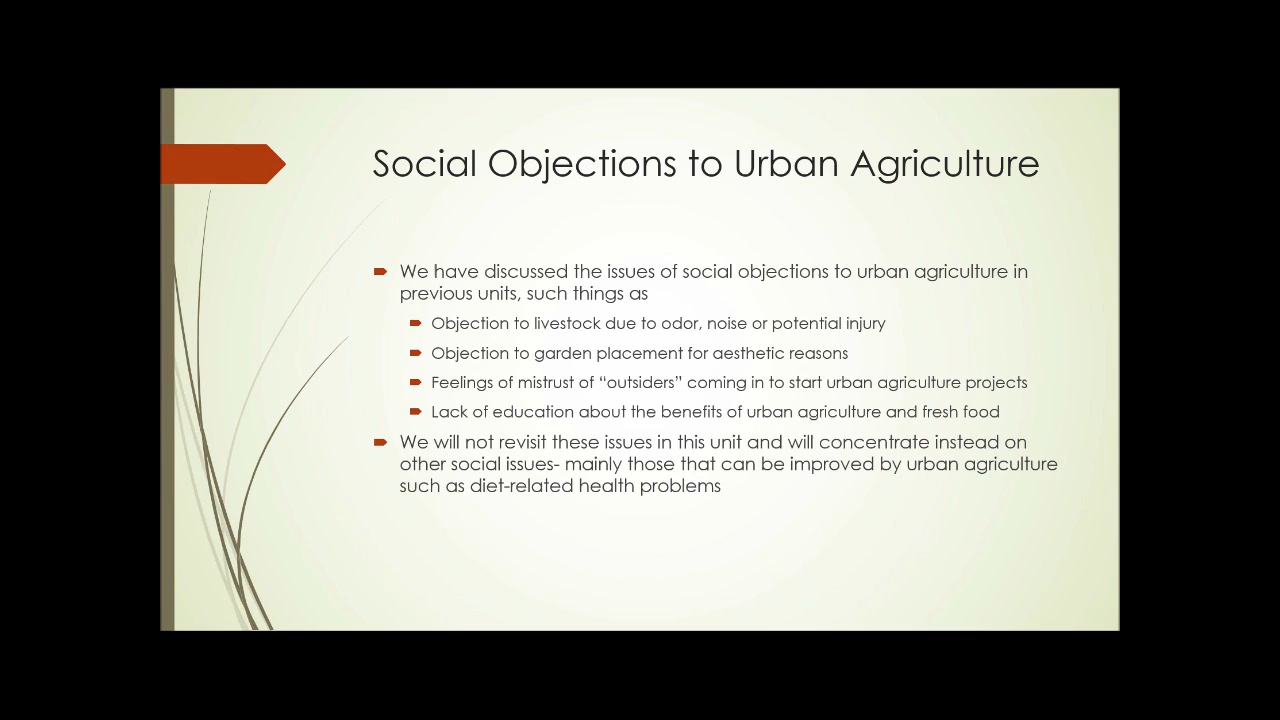 Social Objections to Urban Agriculture
We have discussed the issues of social objections to urban agriculture in
previous units, such things as
Objection to livestock due to odor, noise or potential injury
Objection to garden placement for aesthetic reasons
Feelings of mistrust of “outsiders” coming in to start urban agriculture projects
Lack of education about the benefits of urban agriculture and fresh food
We will not revisit these issues in this unit and will concentrate instead on
other social issues- mainly those that can be improved by urban agriculture
such as diet-related health problems